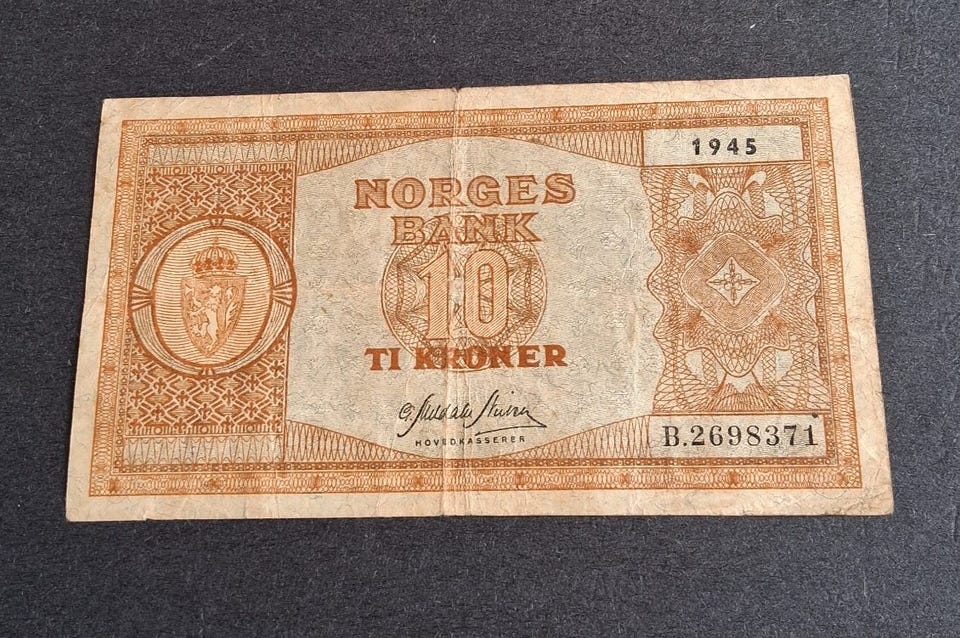 1945
NORGES
BANK
10
TI KRONER
HOVEDKASSERER
B.2698371